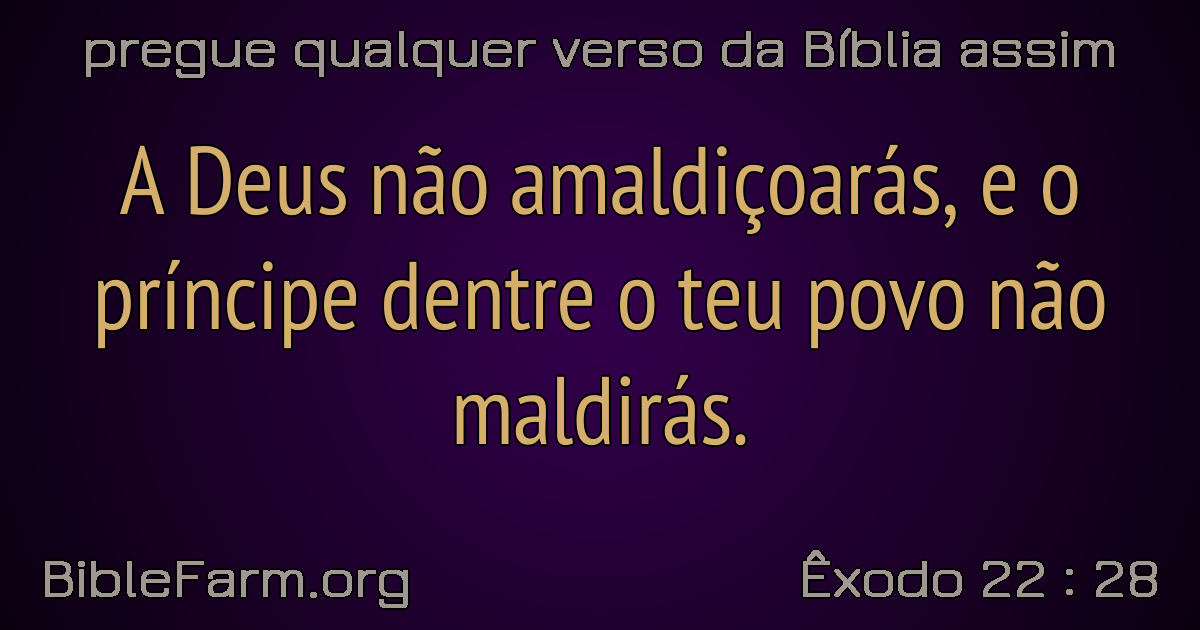 pregue qualquer verso da Bíblia assim
A Deus não amaldiçoarás, e o
príncipe dentre o teu povo não
maldirás.
BibleFarm.org
Êxodo 22 : 28